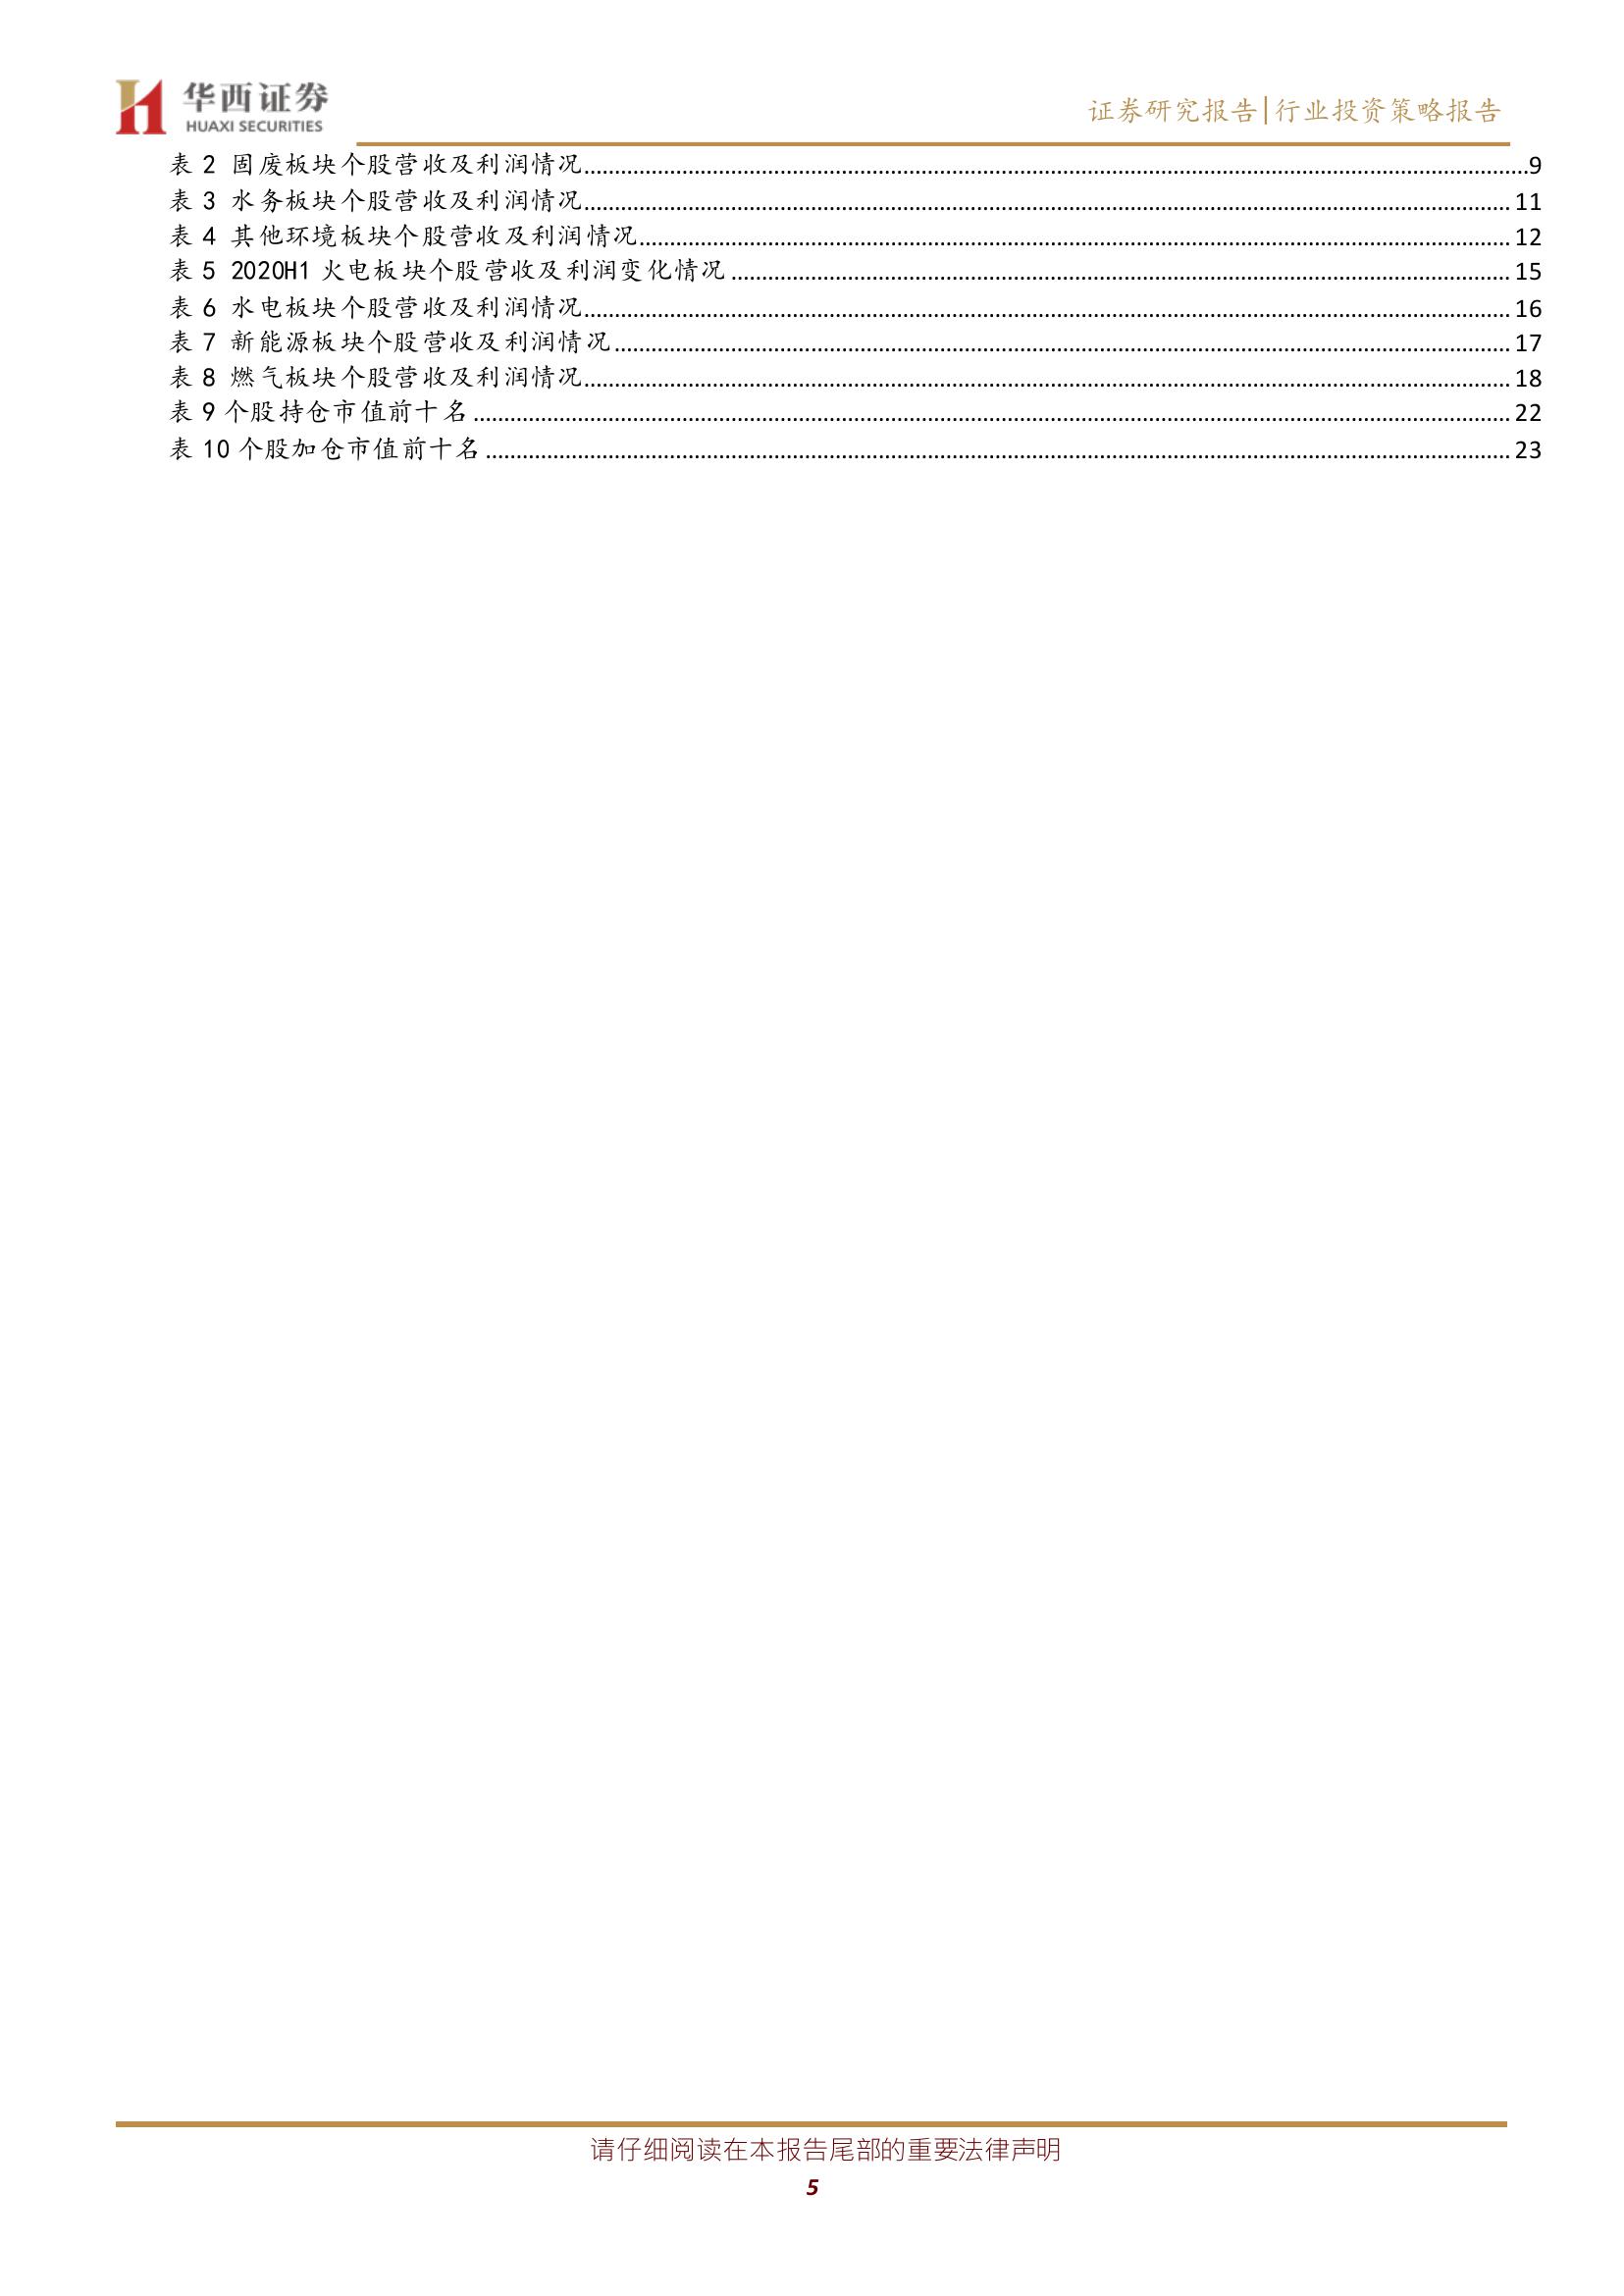 华西证券
HUAXI SECURITIES
证券研究报告|行业投资策略报告
表 2 固废板块个股营收及利润情况........................................9
表 3 水务板块个股营收及利润情况........................................ 11
表 4 其他环境板块个股营收及利润情况........................................ 12
表 5 2020H1 火电板块个股营收及利润变化情况........................................ 15
表 6 水电板块个股营收及利润情况........................................ 16
表 7 新能源板块个股营收及利润情况........................................ 17
表 8 燃气板块个股营收及利润情况........................................ 18
表 9 个股持仓市值前十名........................................ 22
表 10 个股加仓市值前十名........................................ 23
请仔细阅读在本报告尾部的重要法律声明
5